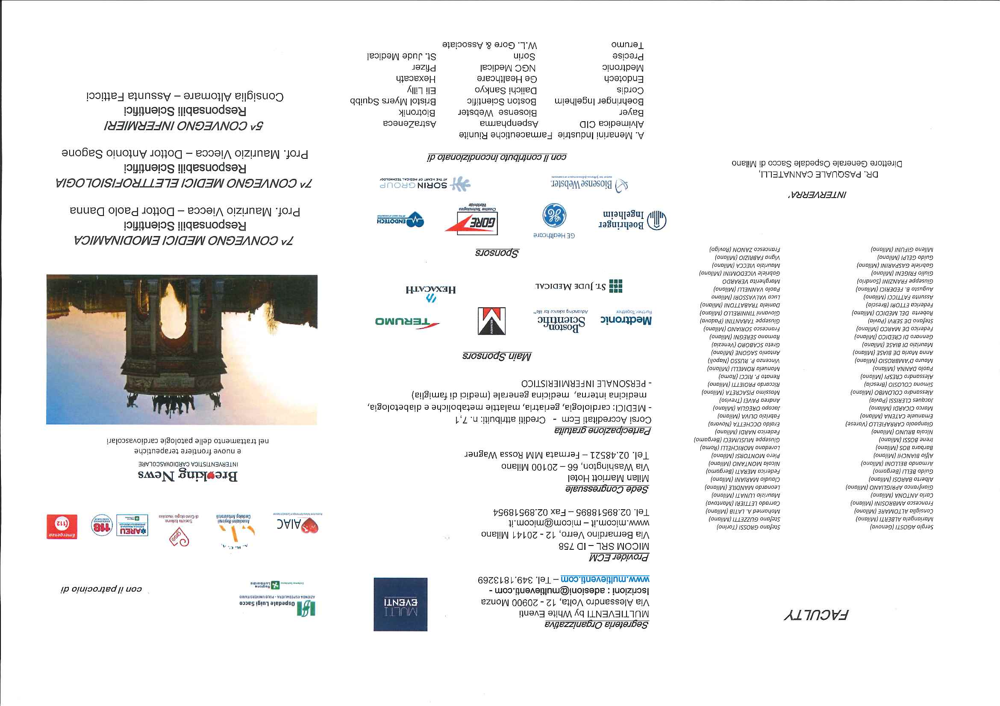 FACULTY
Sergio AGOSTI (Genova)
Mariangela ALBERTI (Milano)
Consiglia ALTOMARE (Milano)
Francesco AMBROSINI (Milano)
Carlo ANTONA (Milano)
Gianfranco APRIGLIANO (Milano)
Alberto BAROSI (Milano)
Guido BELLI (Bergamo)
Armando BELLONI (Milano)
Alfio BIANCHI (Milano)
Barbara BOS (Milano)
Irene BOSSI (Milano)
Nicola BRUNO (Milano)
Gianpaolo CARRAFIELLO (Varese)
Emanuele CATENA (Milano)
Marco CICARDI (Milano)
Jacques CLERISSI (Pavia)
Alessandro COLOMBO (Milano)
Simona COLOSIO (Brescia)
Alessandro CRESPI (Milano)
Paolo DANNA (Milano)
Mauro D'AMBROSIO (Milano)
Anna Maria DE BIASE (Milano)
Maurizio DI BIASE (Milano)
Gennaro DI CREDICO (Milano)
Federico DE MARCO (Milano)
Stefano DE SERVI (Pavia)
Roberta DEL MEDICO (Milano)
Federica ETTORI (Brescia)
Assunta FATTICCI (Milano)
Augusto B. FEDERICI (Milano)
Giuseppe FRANZINI (Sondrio)
Giulio FRIGENI (Milano)
Gabriele GASPARINI (Milano)
Guido GELPI (Milano)
Milena GIFUNI (Milano)
Stefano GROSSI (Torino)
Stefano GUZZETTI (Milano)
Mohamed A. LATIB (Milano)
Corrado LETTIERI (Mantova)
Maurizio LUNATI (Milano)
Leonardo MANDILE (Milano)
Claudio MARIANI (Milano)
Federica MERATI (Bergamo)
Nicola MONTANO (Milano)
Piero MONTORSI (Milano)
Loredana MORICHELLI (Roma)
Giuseppe MUSUMECI (Bergamo)
Federico NARDI (Milano)
Eraldo OCCHETTA (Novara)
Fabrizio OLIVA (Milano)
Jacopo OREGLIA (Milano)
Andrea PAVEI (Treviso)
Massimo PISACRETA (Milano)
Riccardo PROIETTI (Milano)
Renato P. RICCI (Roma)
Manuela ROMELLI (Milano)
Vincenzo P. RUSSO (Napoli)
Antonio SAGONE (Milano)
Greta SCABORO (Venezia)
Romano SEREGNI (Milano)
Francesco SORIANO (Milano)
Giuseppe TARANTINI (Padova)
Giovanni TINNIRELLO (Milano)
Daniela TRABATTONI (Milano)
Luca VALVASSORI (Milano
Paolo VANNELLI (Milano)
Margherita VERARDO
Gabriele VICEDOMINI (Milano)
Maurizio VIECCA (Milano)
Vigna FABRIZIO (Milano)
Francesco ZANON (Rovigo)
INTERVERRA'
DR. PASQUALE CANNATELLI,
Direttore Generale Ospedale Sacco di Milano
Segreteria Organizzativa
MULTIEVENTI by White Eventi
Via Alessandro Volta, 12 - 20900 Monza
Iscrizioni : adesioni@multieventi.com -
www.multieventi.com – Tel. 349.1813269
MULTI
EVENTI
Provider ECM
MICOM SRL – ID 758
Via Bernardino Verro, 12 - 20141 Milano
www.micom.it – micom@micom.it
Tel. 02.89518895 – Fax 02.89518954
Sede Congressuale
Milan Marriott Hotel
Via Washington, 66 – 20100 Milano
Tel. 02.48521 – Fermata MM Rossa Wagner
Partecipazione gratuita
Corsi Accreditati Ecm - Crediti attribuiti: n. 7,1
- MEDICI: cardiologia, geriatria, malattie metaboliche e diabetologia,
medicina interna, medicina generale (medici di famiglia)
- PERSONALE INFERMIERISTICO
Main Sponsors
Medtronic
Further, Together
Boston
Scientific
Advancing science for life™
MENARINI
TERUMO
ST. JUDE MEDICAL
HEXACATH
Sponsors
Boehringer
Ingelheim
GE Healthcare
GORE
Creative Technologies
Worldwide
ENDOTECH
Biosense Webster.
SORIN GROUP
AT THE HEART OF MEDICAL TECHNOLOGY
con il contributo incondizionato di
A. Menarini Industrie Farmaceutiche Riunite
Alvimedica CID Aspenpharma AstraZeneca
Bayer Biosense Webster Biotronik
Boehringer Ingelheim Boston Scientific Bristol Myers Squibb
Cordis Daiichi Sankyo Eli Lilly
Endotech Ge Healthcare Hexacath
Medtronic NGC Medical Pfizer
Precise Sorin St. Jude Medical
Terumo W.L. Gore & Associate
Ospedale Luigi Sacco
AZIENDA OSPEDALIERA - POLO UNIVERSITARIO
Sistema Sanitario Regione
Lombardia
con il patrocinio di
AIAC
A. R. C. A.
Associazioni Regionali
Cardiologi Ambulatoriali
gise
Società Italiana
di Cardiologia Invasiva
AREU
AZIENDA REGIONALE
EMERGENZA URGENZA
118
SOCCORSO
SANITARIO
Emergenza
(112)
Breaking News
INTERVENTISTICA CARDIOVASCOLARE
e nuove frontiere terapeutiche
nel trattamento delle patologie cardiovascolari
7^ CONVEGNO MEDICI EMODINAMICA
Responsabili Scientifici
Prof. Maurizio Viecca – Dottor Paolo Danna
7^ CONVEGNO MEDICI ELETTROFISIOLOGIA
Responsabili Scientifici
Prof. Maurizio Viecca – Dottor Antonio Sagone
5^ CONVEGNO INFERMIERI
Responsabili Scientifici
Consiglia Altomare – Assunta Fatticci